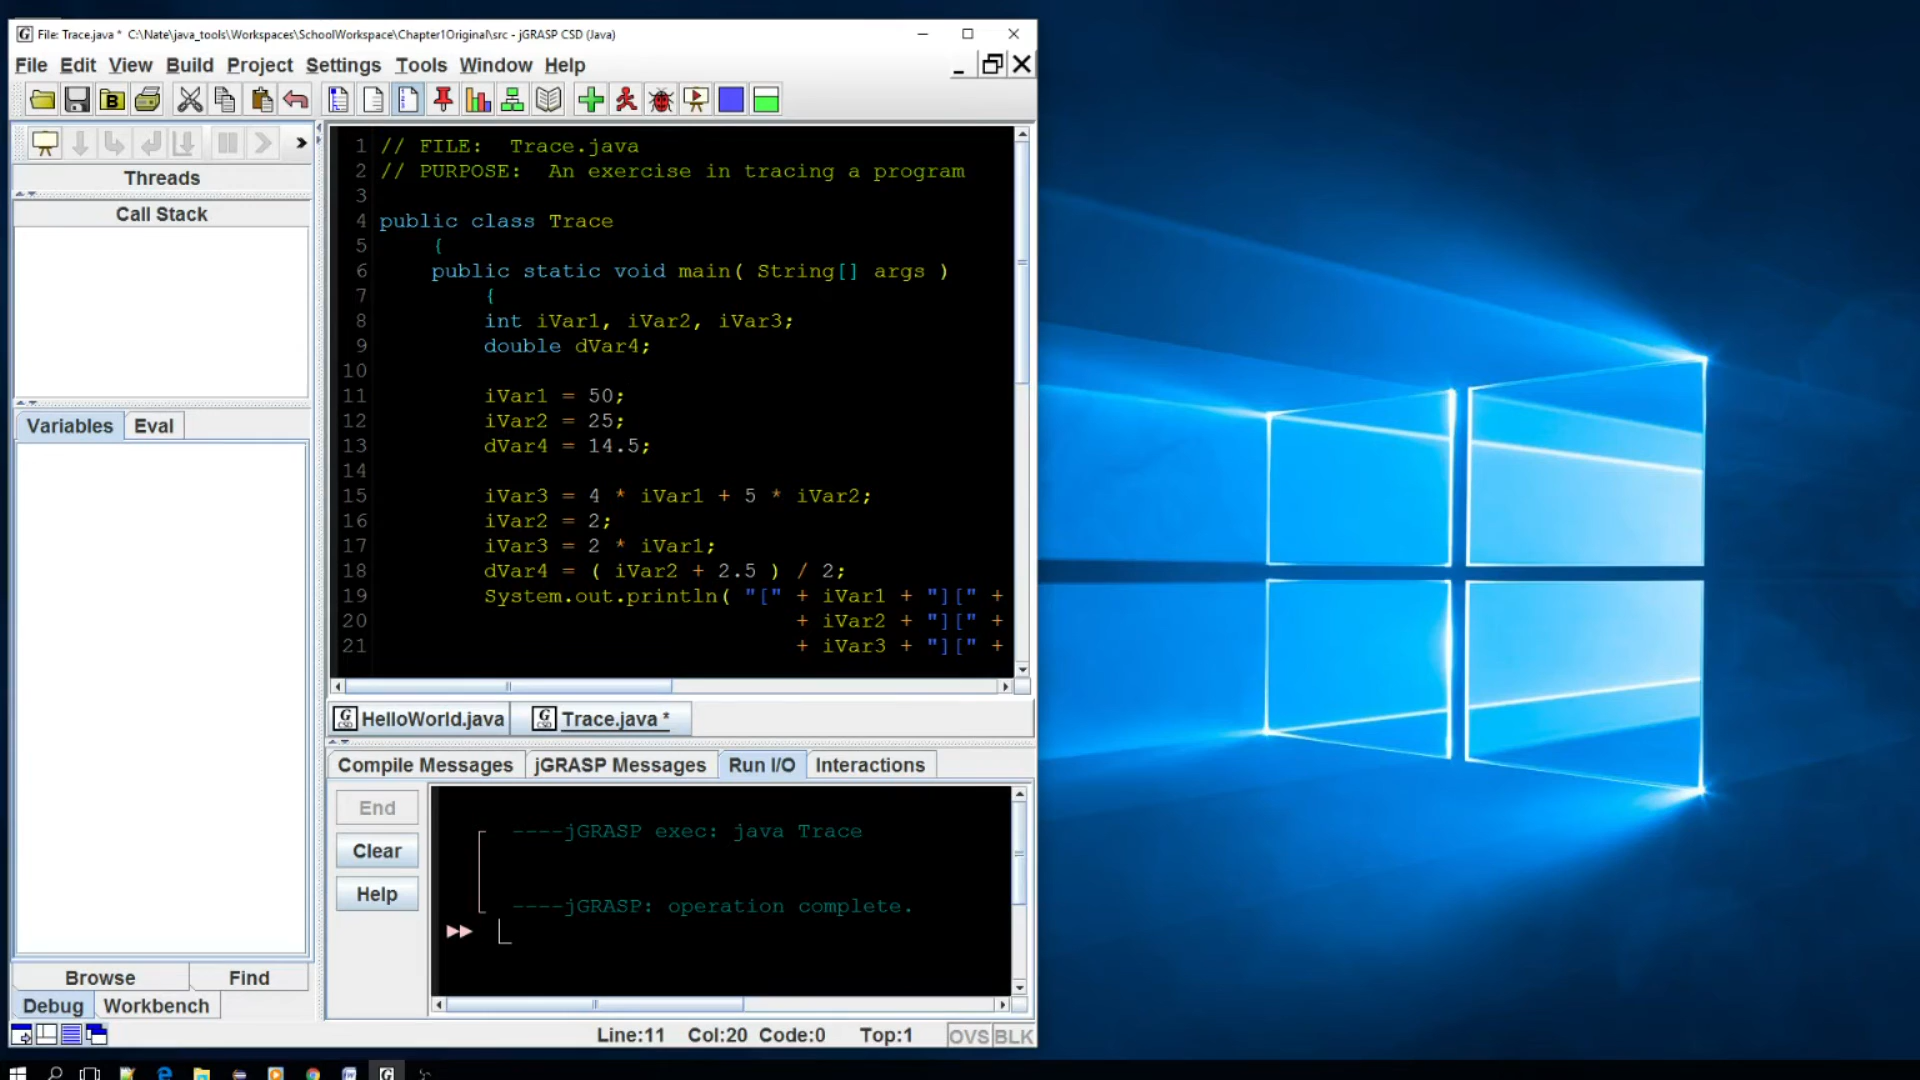 File: Trace.java * C:\Nate\java_tools\Workspaces\SchoolWorkspace\Chapter1Original\src - jGRASP CSD (Java)
File Edit View Build Project Settings Tools Window Help
Threads
Call Stack
Variables Eval
Browse Find
Debug Workbench
1 // FILE:  Trace.java
2 // PURPOSE:  An exercise in tracing a program
3
4 public class Trace
5 {
6 public static void main( String[] args )
7 {
8 int iVar1, iVar2, iVar3;
9 double dVar4;
10
11 iVar1 = 50;
12 iVar2 = 25;
13 dVar4 = 14.5;
14
15 iVar3 = 4 * iVar1 + 5 * iVar2;
16 iVar2 = 2;
17 iVar3 = 2 * iVar1;
18 dVar4 = ( iVar2 + 2.5 ) / 2;
19 System.out.println( "[" + iVar1 + "][" +
20 + iVar2 + "][" +
21 + iVar3 + "][" +
HelloWorld.java Trace.java *
Compile Messages jGRASP Messages Run I/O Interactions
End
Clear
Help
----jGRASP exec: java Trace
----jGRASP: operation complete.
Line:11 Col:20 Code:0 Top:1 OVS BLK